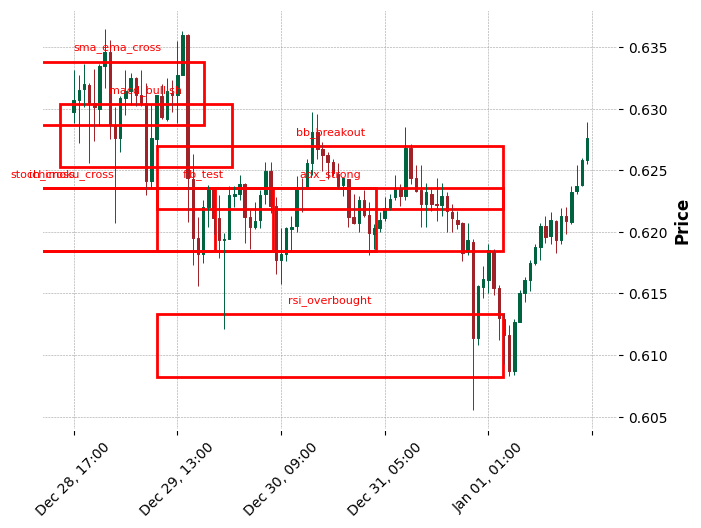 sma_ema_cross
0.635
macd_bullish
0.630
bb_breakout
stoch_cross
ichimoku_cross
fib_test
adx_strong
0.625
0.620
Price
0.615
rsi_overbought
0.610
0.605
Dec 28, 17:00
Dec 29, 13:00
Dec 30, 09:00
Dec 31, 05:00
Jan 01, 01:00